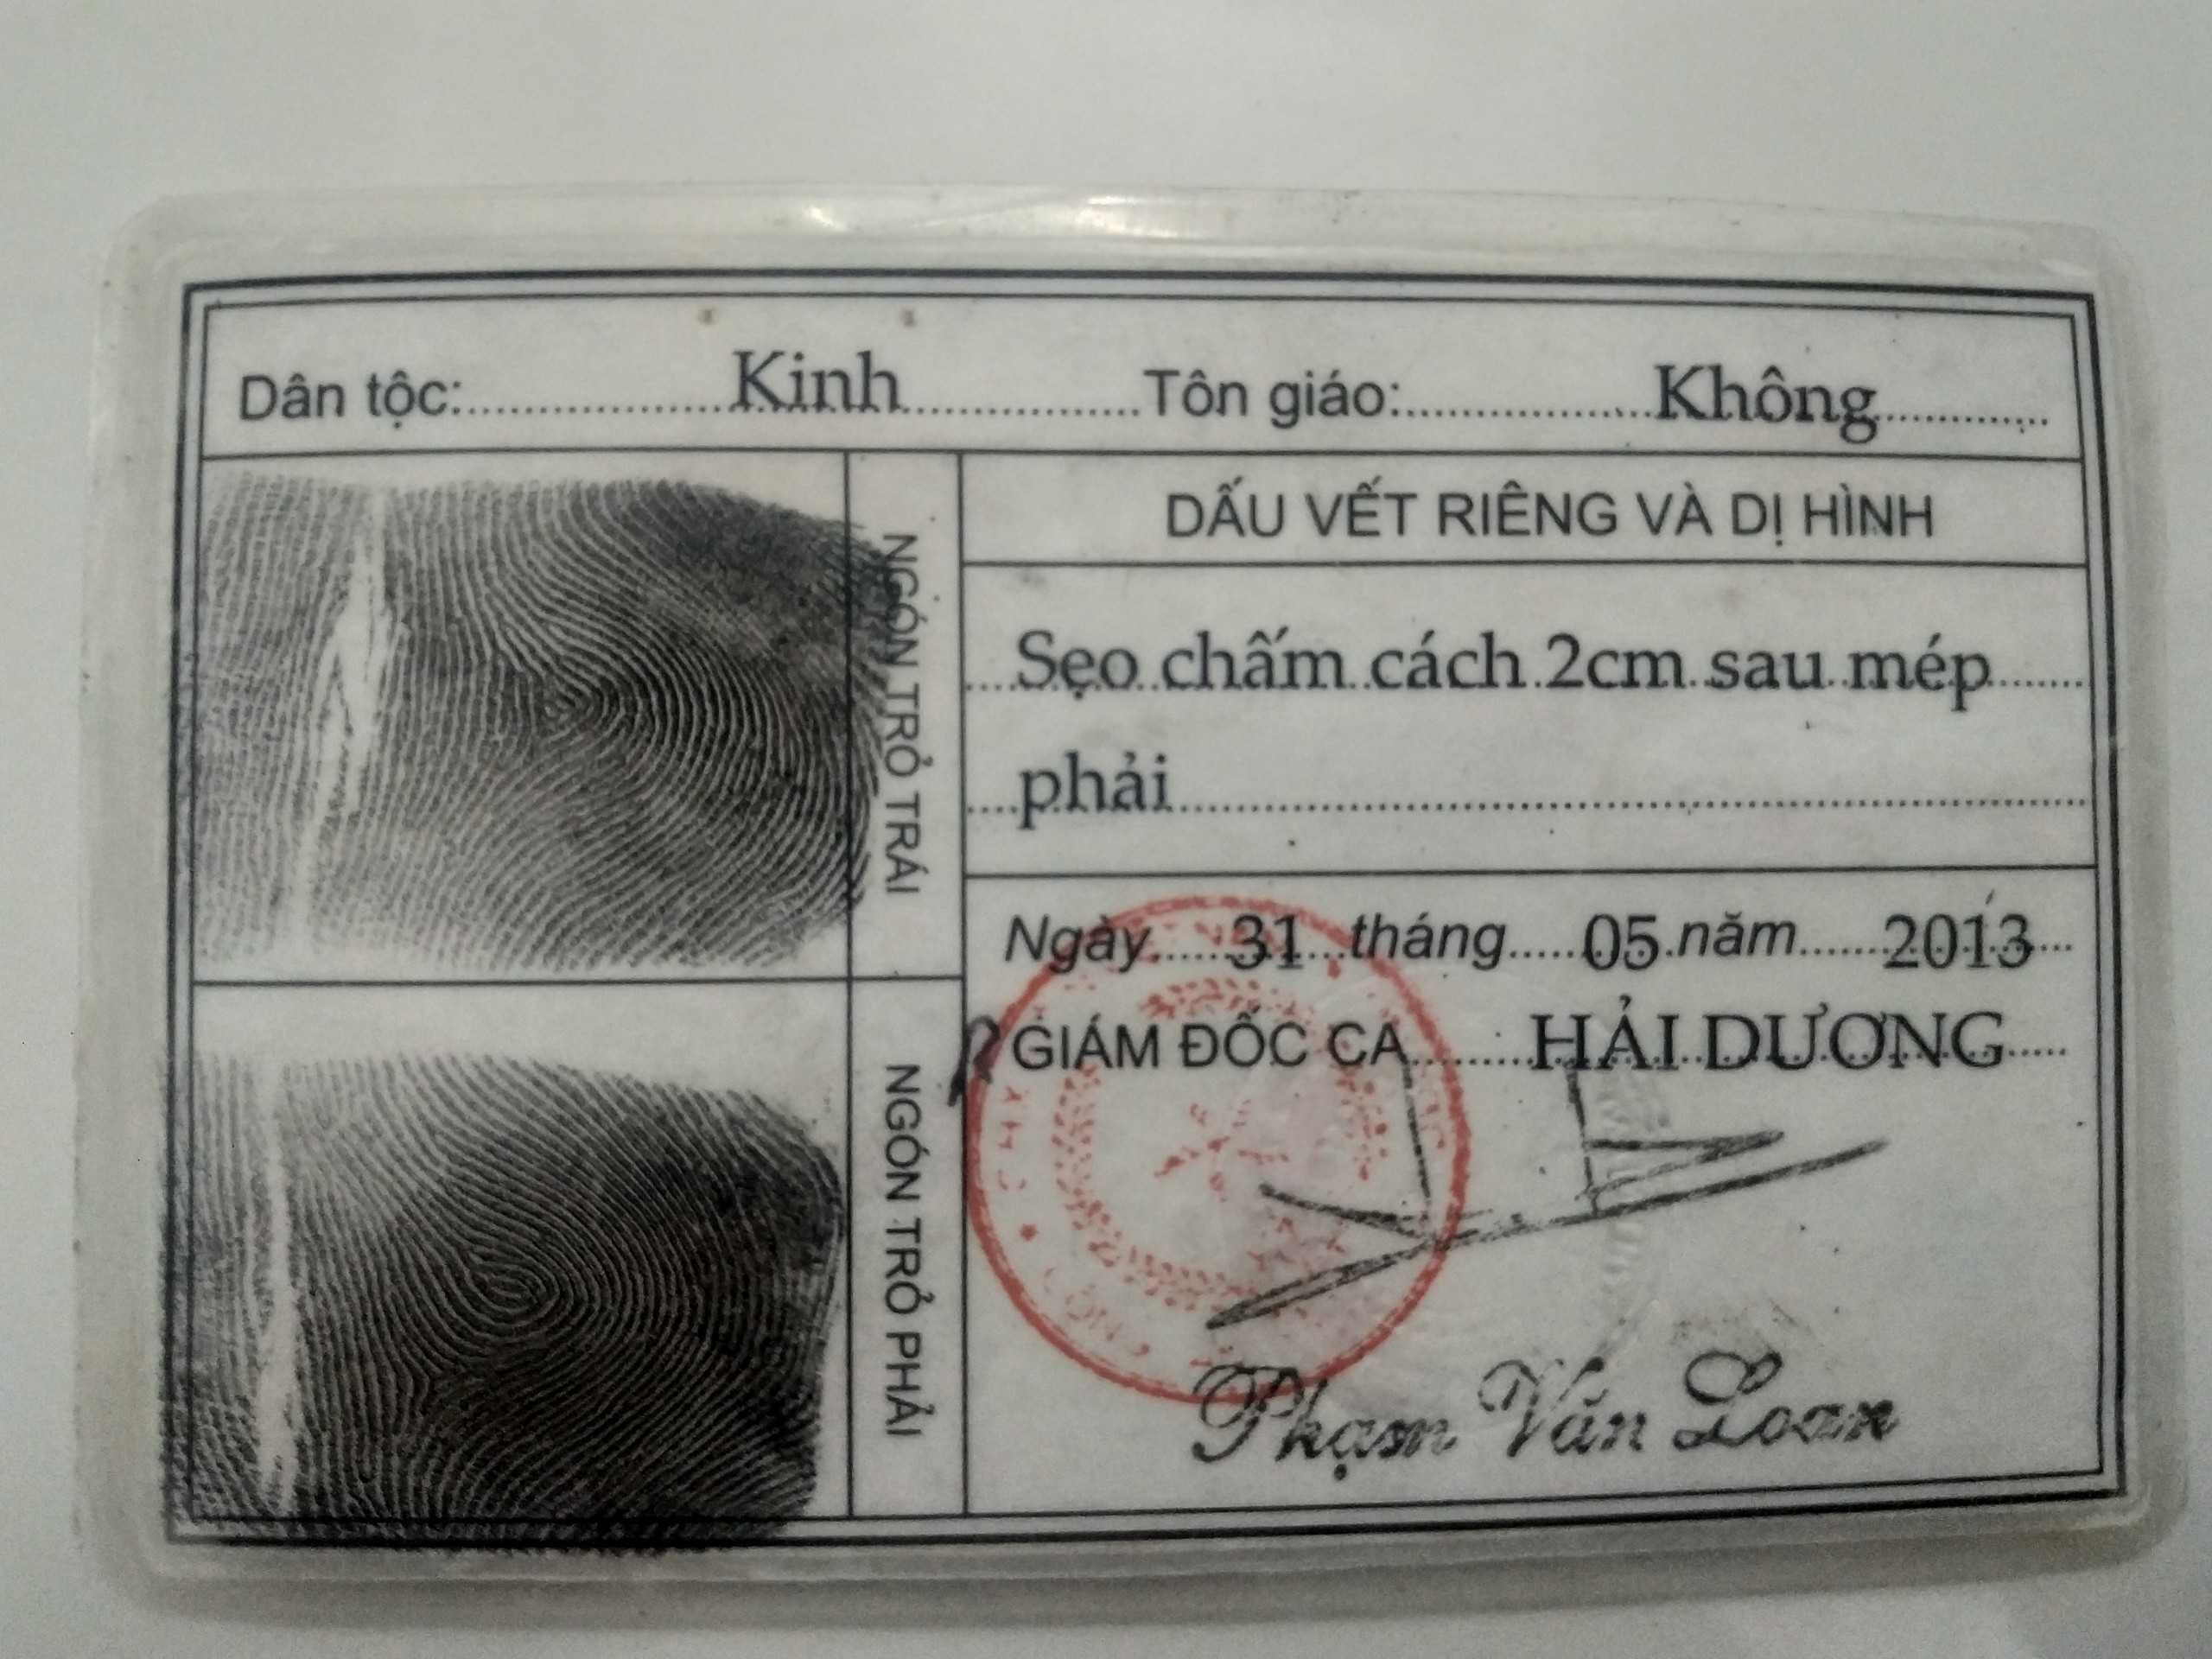 Dân tộc: Kinh Tôn giáo: Không
NGÓN TRỎ TRÁI
NGÓN TRỎ PHẢI
DẤU VẾT RIÊNG VÀ DỊ HÌNH
Sẹo chấm cách 2cm sau mép
phải
Ngày 31 tháng 05 năm 2013
GIÁM ĐỐC CA HẢI DƯƠNG
Phạm Văn Loan